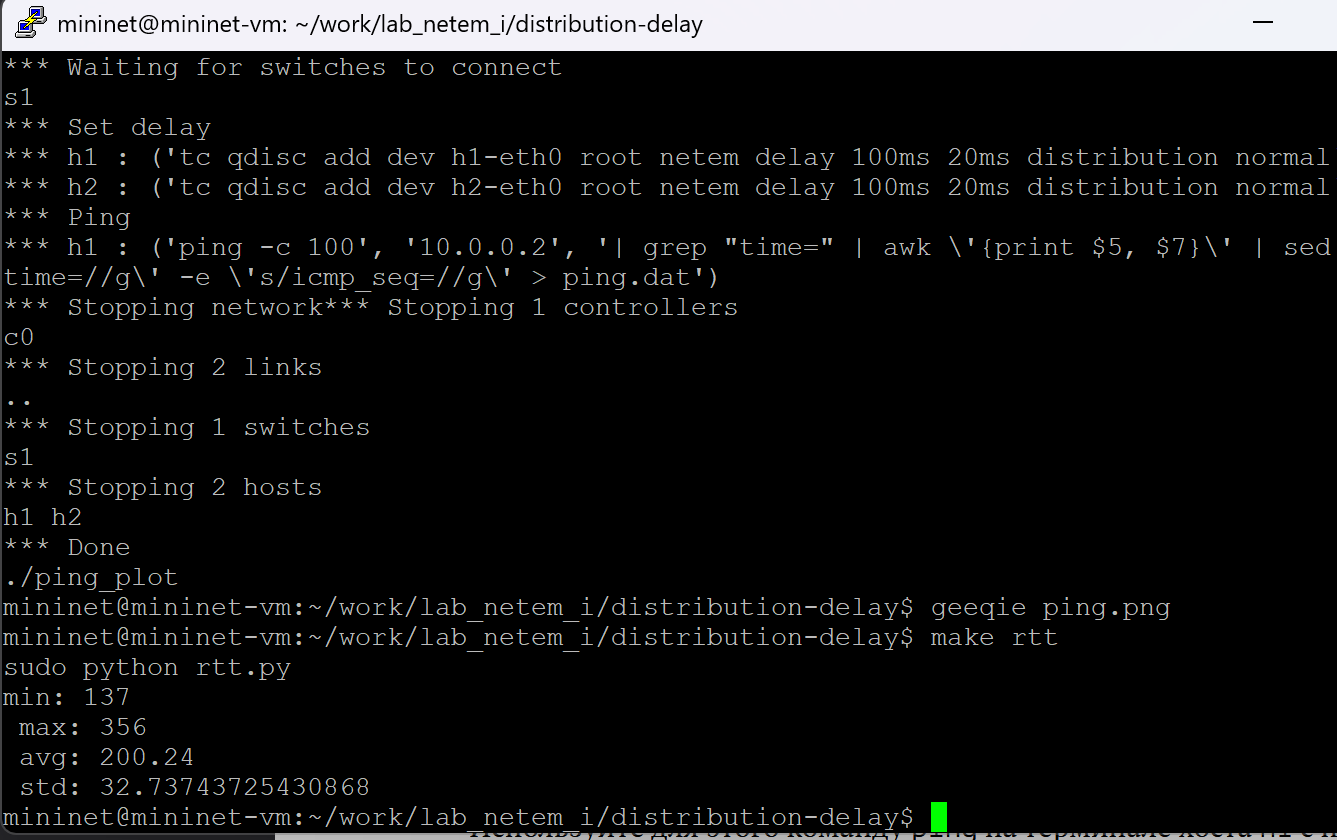 mininet@mininet-vm: ~/work/lab_netem_i/distribution-delay
*** Waiting for switches to connect
s1
*** Set delay
*** h1 : ('tc qdisc add dev h1-eth0 root netem delay 100ms 20ms distribution normal
*** h2 : ('tc qdisc add dev h2-eth0 root netem delay 100ms 20ms distribution normal
*** Ping
*** h1 : ('ping -c 100', '10.0.0.2', '| grep "time=" | awk \'{print $5, $7}\' | sed
time=//g\' -e \'s/icmp_seq=//g\' > ping.dat')
*** Stopping network*** Stopping 1 controllers
c0
*** Stopping 2 links
..
*** Stopping 1 switches
s1
*** Stopping 2 hosts
h1 h2
*** Done
./ping_plot
mininet@mininet-vm:~/work/lab_netem_i/distribution-delay$ geeqie ping.png
mininet@mininet-vm:~/work/lab_netem_i/distribution-delay$ make rtt
sudo python rtt.py
min: 137
max: 356
avg: 200.24
std: 32.73743725430868
mininet@mininet-vm:~/work/lab_netem_i/distribution-delay$